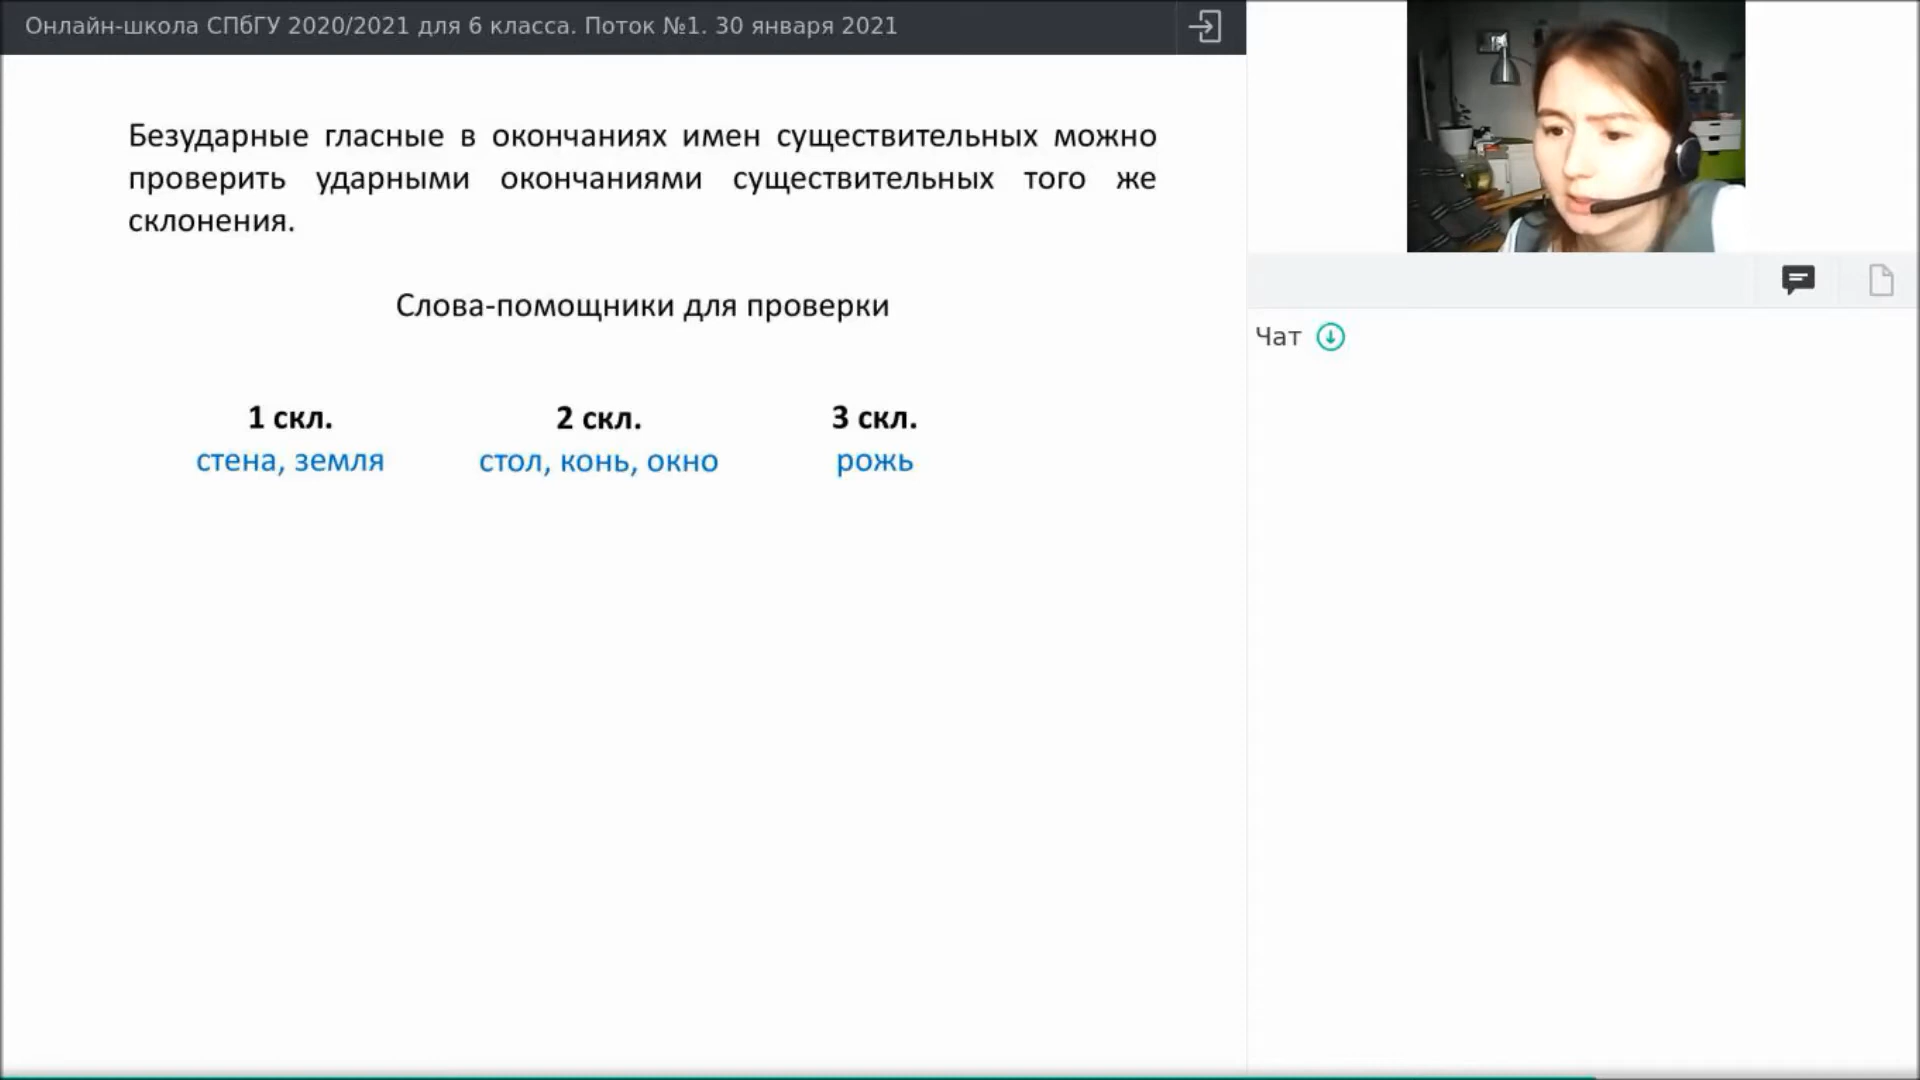 Онлайн-школа СПбГУ 2020/2021 для 6 класса. Поток №1. 30 января 2021
Безударные гласные в окончаниях имен существительных можно
проверить ударными окончаниями существительных того же
склонения.
Слова-помощники для проверки
1 скл. 2 скл. 3 скл.
стена, земля стол, конь, окно рожь
Чат